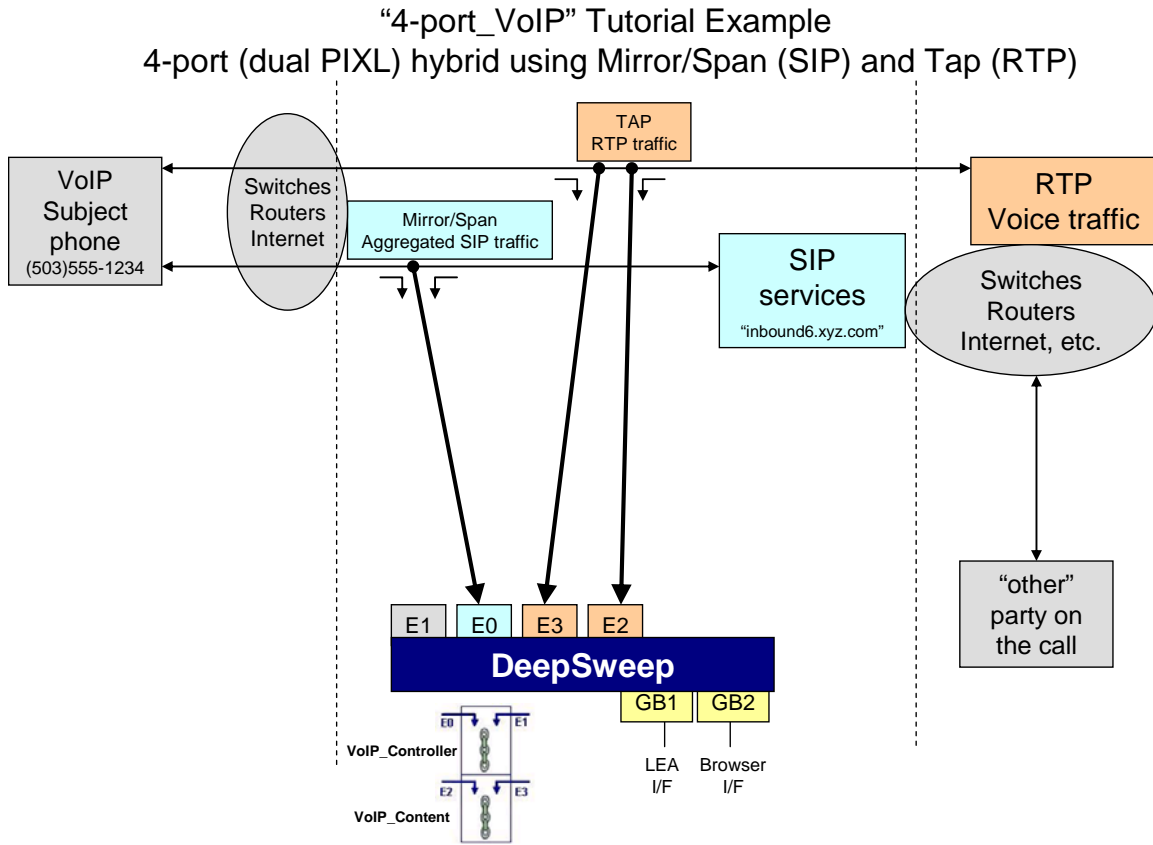 “4-port_VoIP” Tutorial Example
4-port (dual PIXL) hybrid using Mirror/Span (SIP) and Tap (RTP)
TAP
RTP traffic
VoIP
Subject
phone
(503)555-1234
Switches
Routers
Internet
Mirror/Span
Aggregated SIP traffic
SIP
services
“inbound6.xyz.com”
RTP
Voice traffic
Switches
Routers
Internet, etc.
“other”
party on
the call
E1
E0
E3
E2
DeepSweep
GB1
GB2
LEA
I/F
Browser
I/F
E0
E1
VoIP_Controller
E2
E3
VoIP_Content